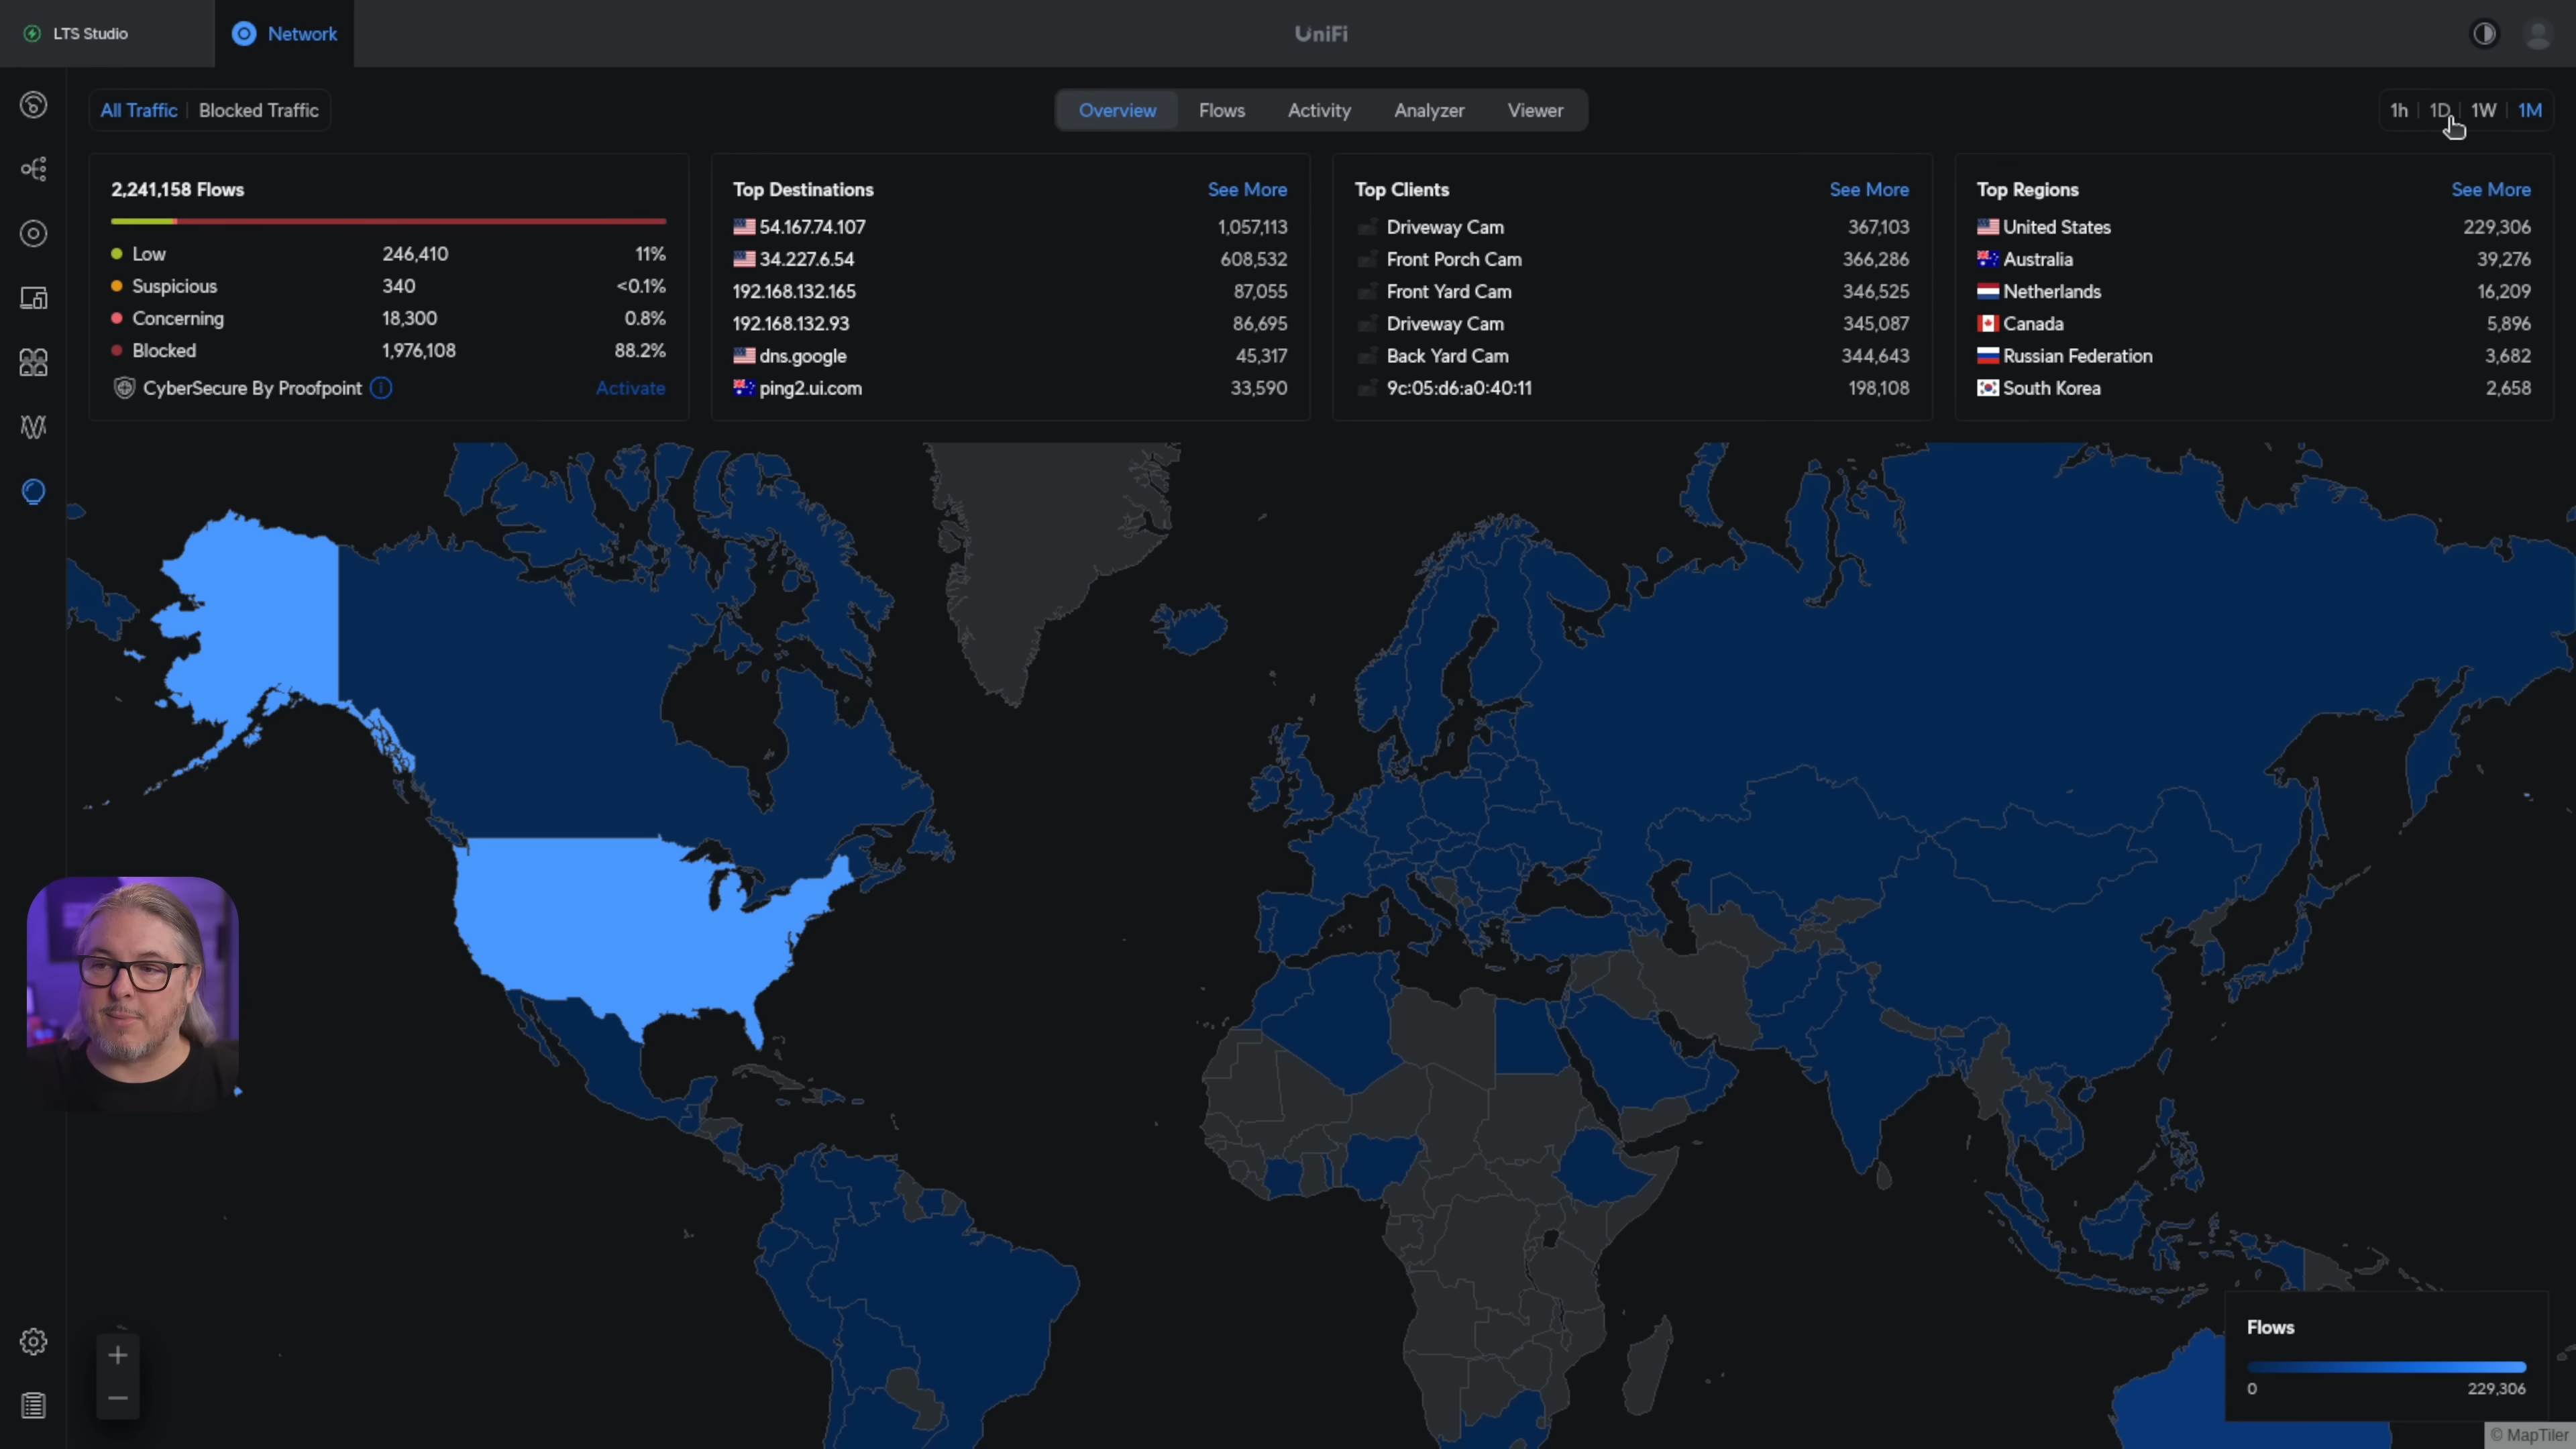 LTS Studio
Network
UniFi
All Traffic | Blocked Traffic
Overview
Flows
Activity
Analyzer
Viewer
1h | 1D | 1W | 1M
2,241,158 Flows
Low 246,410 11%
Suspicious 340 <0.1%
Concerning 18,300 0.8%
Blocked 1,976,108 88.2%
CyberSecure By Proofpoint Activate
Top Destinations See More
54.167.74.107 1,057,113
34.227.6.54 608,532
192.168.132.165 87,055
192.168.132.93 86,695
dns.google 45,317
ping2.ui.com 33,590
Top Clients See More
Driveway Cam 367,103
Front Porch Cam 366,286
Front Yard Cam 346,525
Driveway Cam 345,087
Back Yard Cam 344,643
9c:05:d6:a0:40:11 198,108
Top Regions See More
United States 229,306
Australia 39,276
Netherlands 16,209
Canada 5,896
Russian Federation 3,682
South Korea 2,658
Flows
0 229,306
© MapTiler